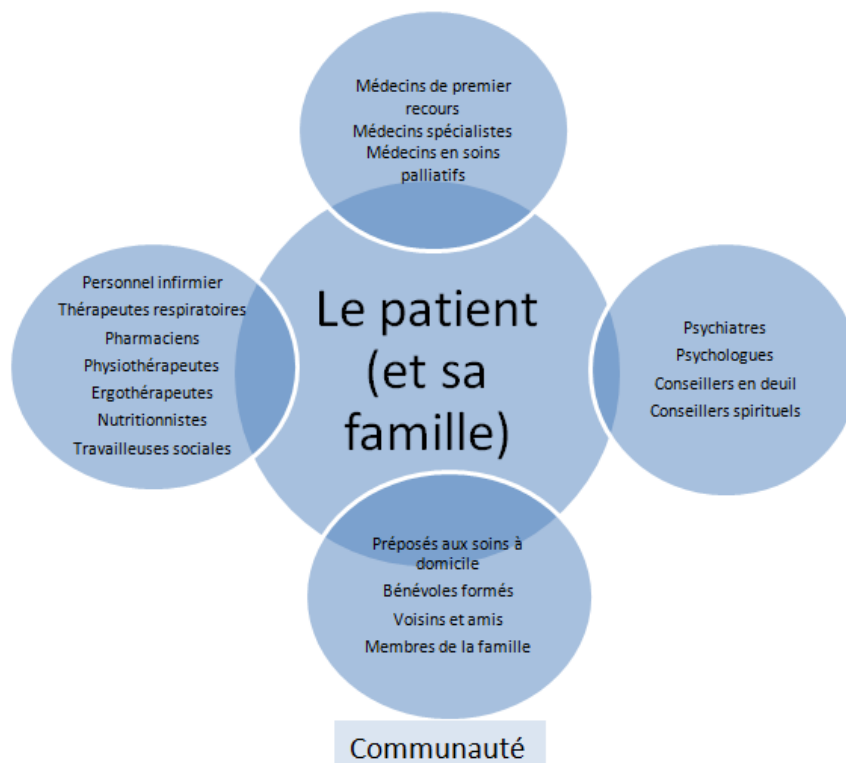 Médecins de premier
recours
Médecins spécialistes
Médecins en soins
palliatifs
Personnel infirmier
Thérapeutes respiratoires
Pharmaciens
Physiothérapeutes
Ergothérapeutes
Nutritionnistes
Travailleuses sociales
Le patient
(et sa
famille)
Psychiatres
Psychologues
Conseillers en deuil
Conseillers spirituels
Préposés aux soins à
domicile
Bénévoles formés
Voisins et amis
Membres de la famille
Communauté